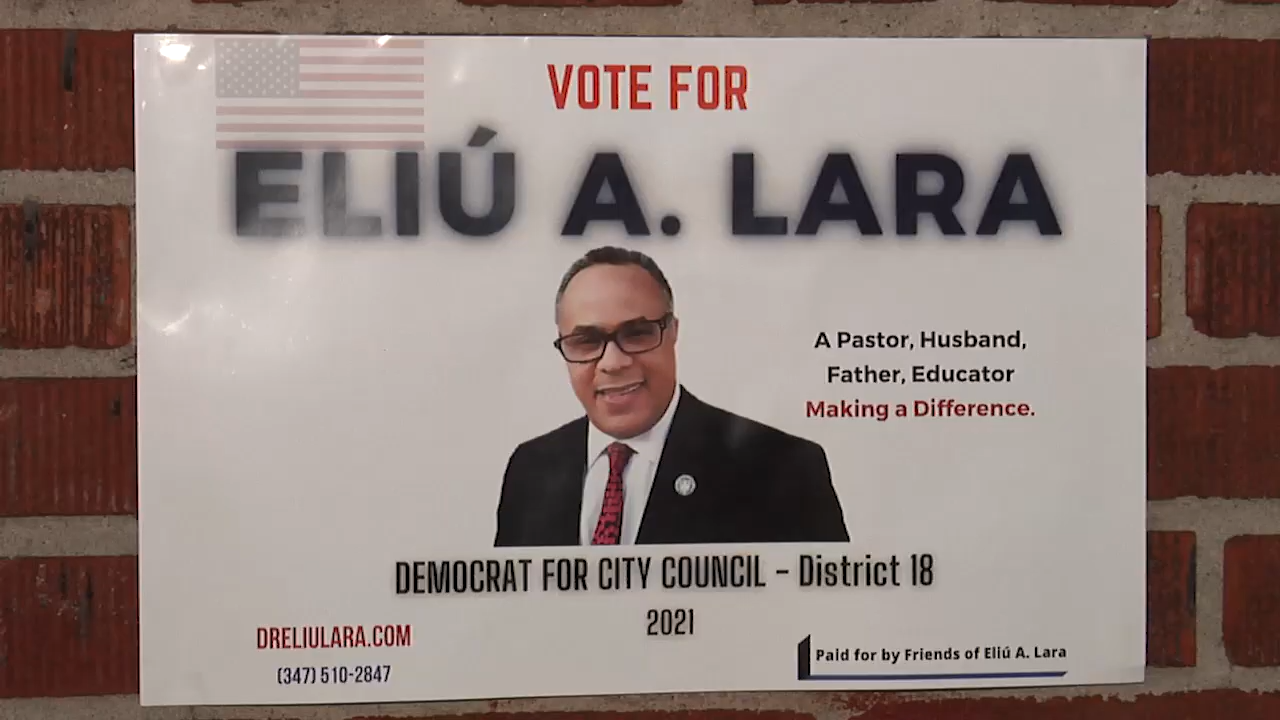 VOTE FOR
ELIÚ A. LARA
A Pastor, Husband,
Father, Educator
Making a Difference.
DEMOCRAT FOR CITY COUNCIL - District 18
2021
DRELIULARA.COM
(347) 510-2847
Paid for by Friends of Eliú A. Lara